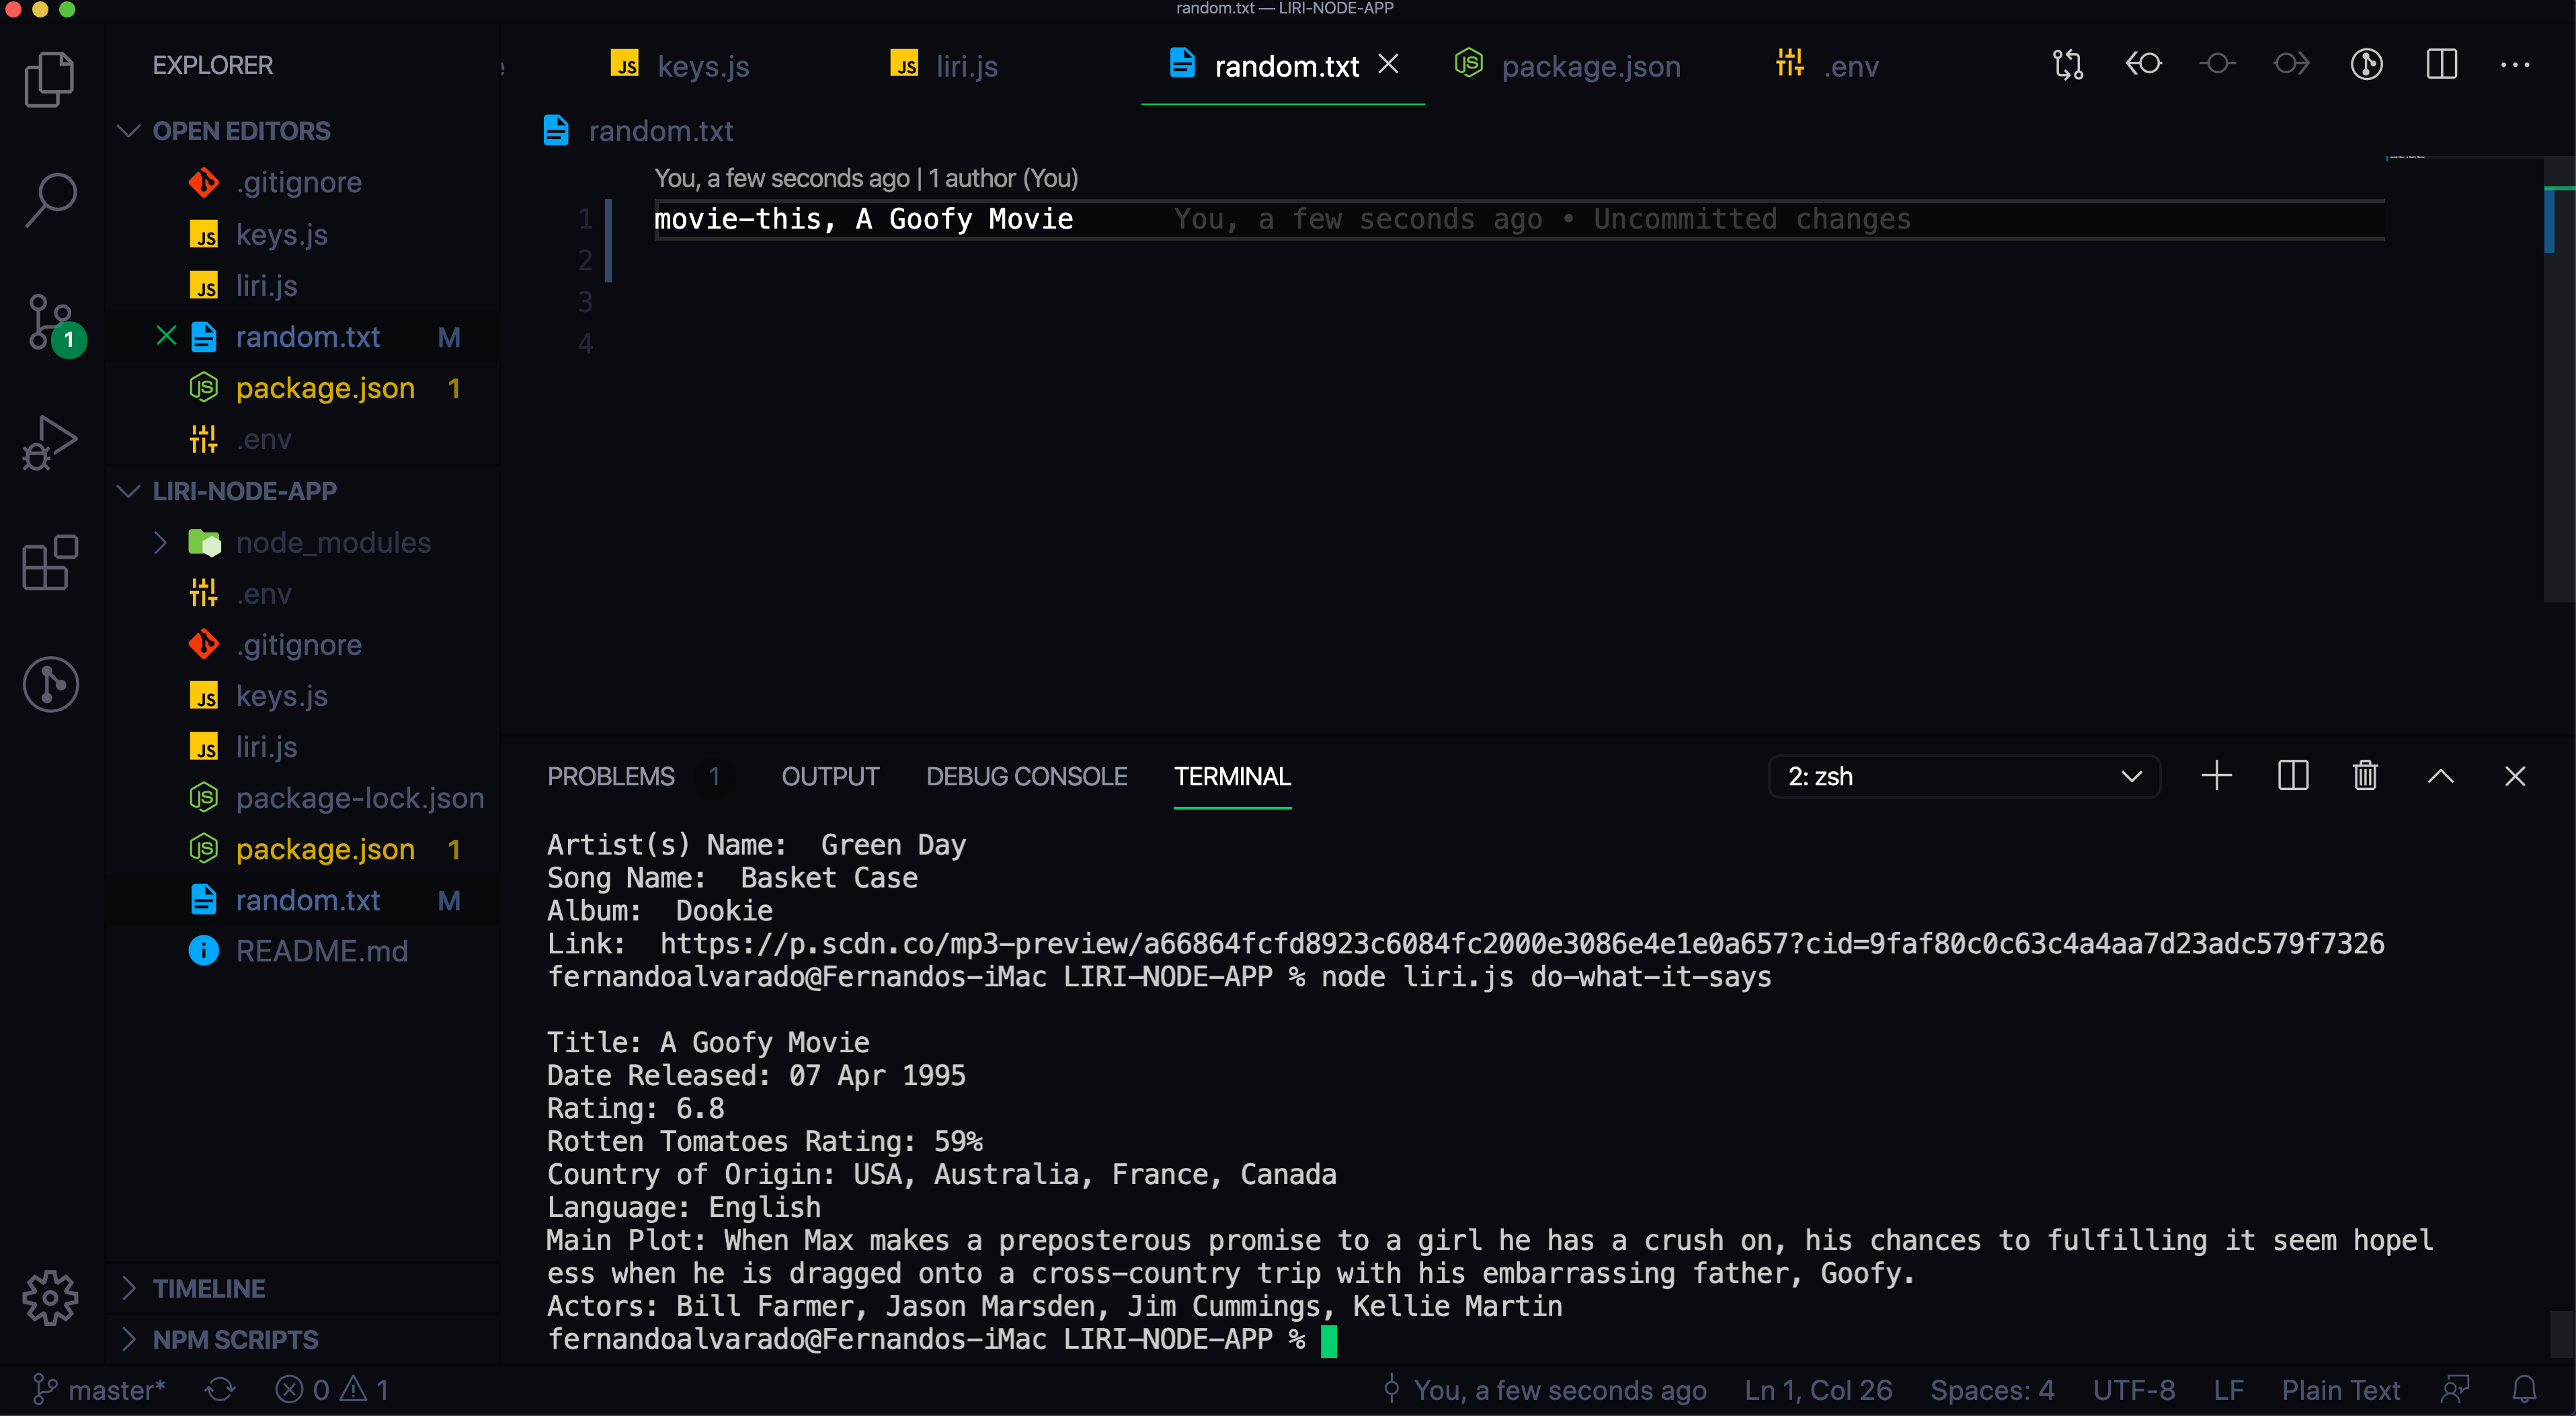 random.txt — LIRI-NODE-APP
EXPLORER
keys.js
liri.js
random.txt
package.json
.env
OPEN EDITORS
.gitignore
keys.js
liri.js
random.txt M
package.json 1
.env
LIRI-NODE-APP
node_modules
.env
.gitignore
keys.js
liri.js
package-lock.json
package.json 1
random.txt M
README.md
TIMELINE
NPM SCRIPTS
1
random.txt
You, a few seconds ago | 1 author (You)
1 movie-this, A Goofy Movie You, a few seconds ago • Uncommitted changes
2
3
4
PROBLEMS 1 OUTPUT DEBUG CONSOLE TERMINAL 2: zsh
Artist(s) Name:  Green Day
Song Name:  Basket Case
Album:  Dookie
Link:  https://p.scdn.co/mp3-preview/a66864fcfd8923c6084fc2000e3086e4e1e0a657?cid=9faf80c0c63c4a4aa7d23adc579f7326
fernandoalvarado@Fernandos-iMac LIRI-NODE-APP % node liri.js do-what-it-says
Title: A Goofy Movie
Date Released: 07 Apr 1995
Rating: 6.8
Rotten Tomatoes Rating: 59%
Country of Origin: USA, Australia, France, Canada
Language: English
Main Plot: When Max makes a preposterous promise to a girl he has a crush on, his chances to fulfilling it seem hopel
ess when he is dragged onto a cross-country trip with his embarrassing father, Goofy.
Actors: Bill Farmer, Jason Marsden, Jim Cummings, Kellie Martin
fernandoalvarado@Fernandos-iMac LIRI-NODE-APP %
master* 0 1 You, a few seconds ago Ln 1, Col 26 Spaces: 4 UTF-8 LF Plain Text